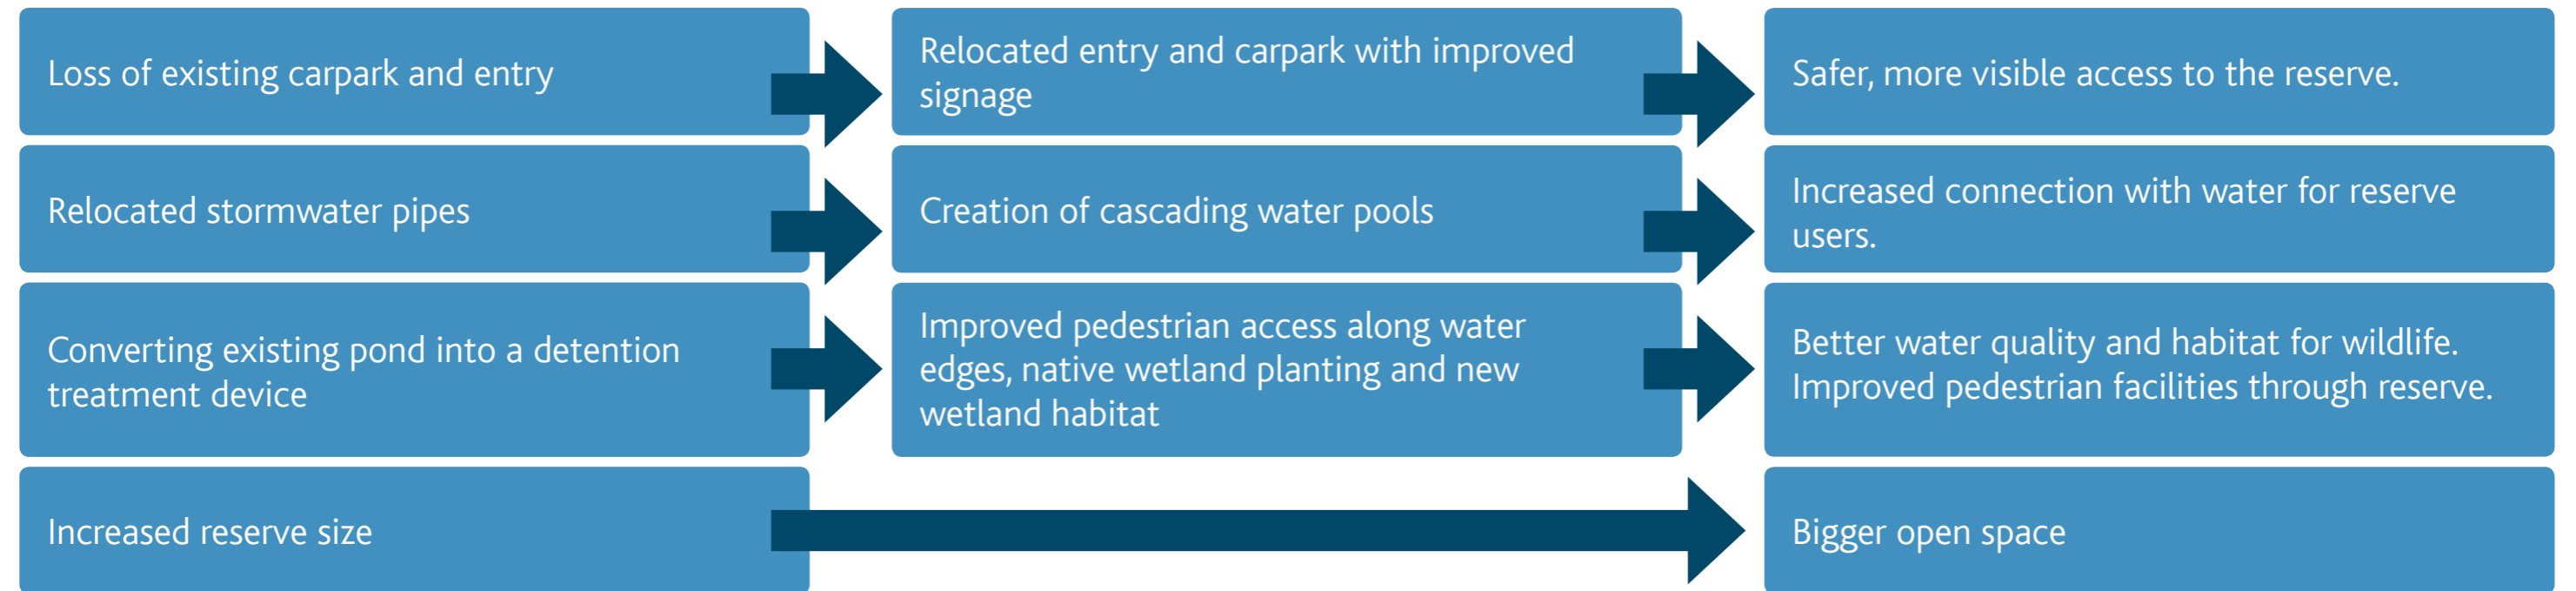 Loss of existing carpark and entry
Relocated entry and carpark with improved
signage
Safer, more visible access to the reserve.
Relocated stormwater pipes
Creation of cascading water pools
Increased connection with water for reserve
users.
Converting existing pond into a detention
treatment device
Improved pedestrian access along water
edges, native wetland planting and new
wetland habitat
Better water quality and habitat for wildlife.
Improved pedestrian facilities through reserve.
Increased reserve size
Bigger open space